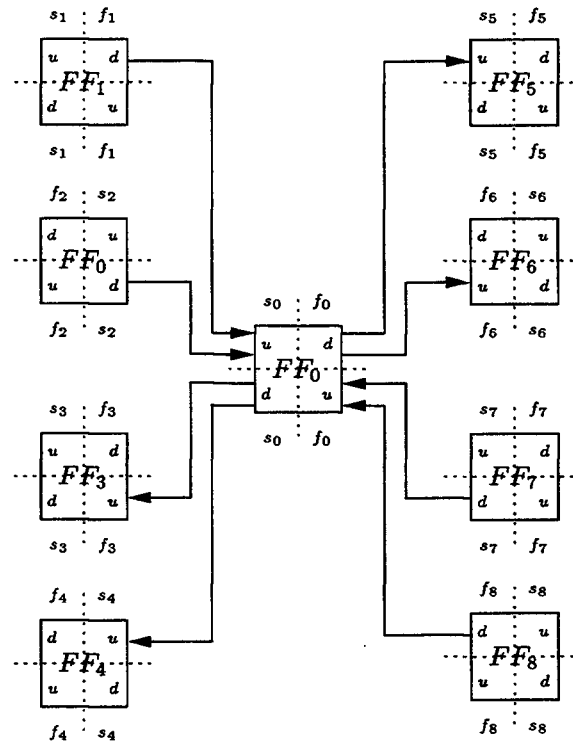 s1 f1
u d
FF1
d u
s1 f1
s5 f5
u d
FF5
d u
s5 f5
f2 s2
d u
FF0
u d
f2 s2
f6 s6
d u
FF6
u d
f6 s6
s0 f0
u d
FF0
d u
s0 f0
s3 f3
u d
FF3
d u
s3 f3
s7 f7
u d
FF7
d u
s7 f7
f4 s4
d u
FF4
u d
f4 s4
f8 s8
d u
FF8
u d
f8 s8